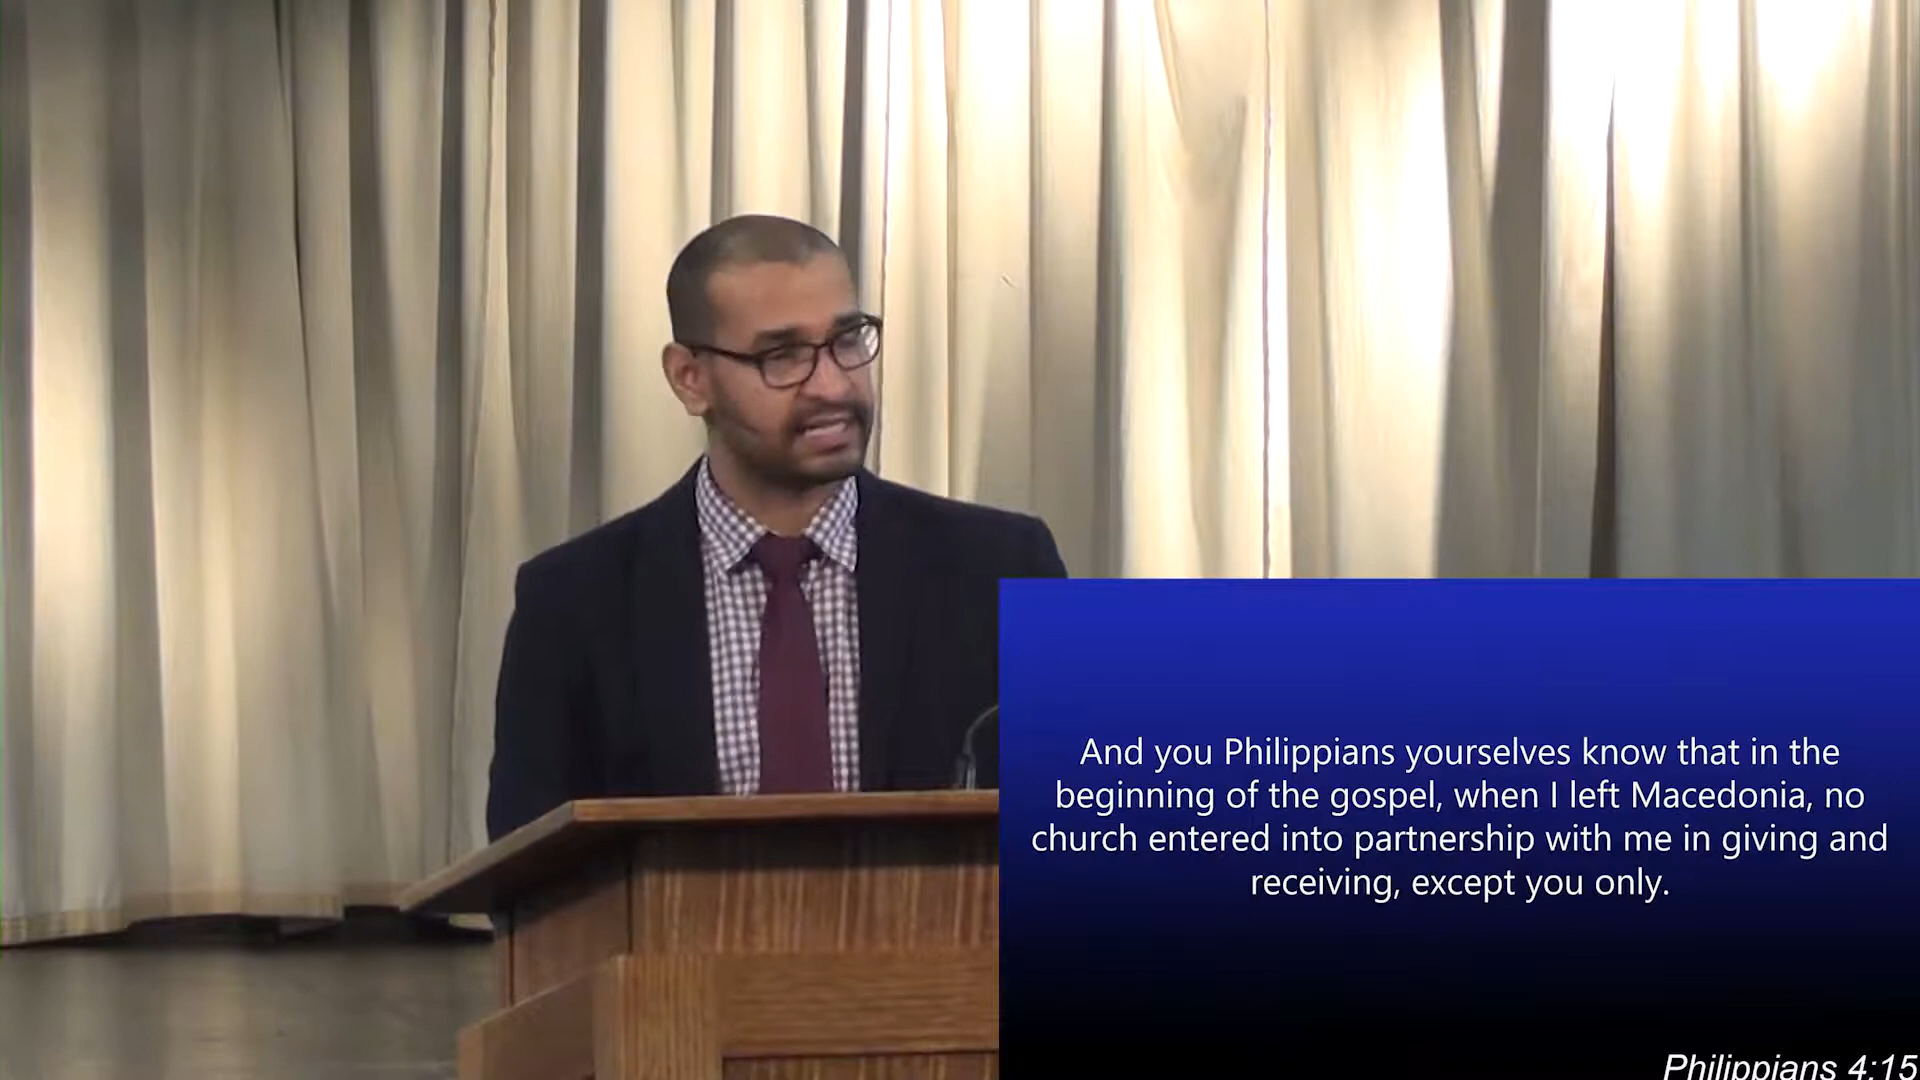 And you Philippians yourselves know that in the
beginning of the gospel, when I left Macedonia, no
church entered into partnership with me in giving and
receiving, except you only.
Philippians 4:15